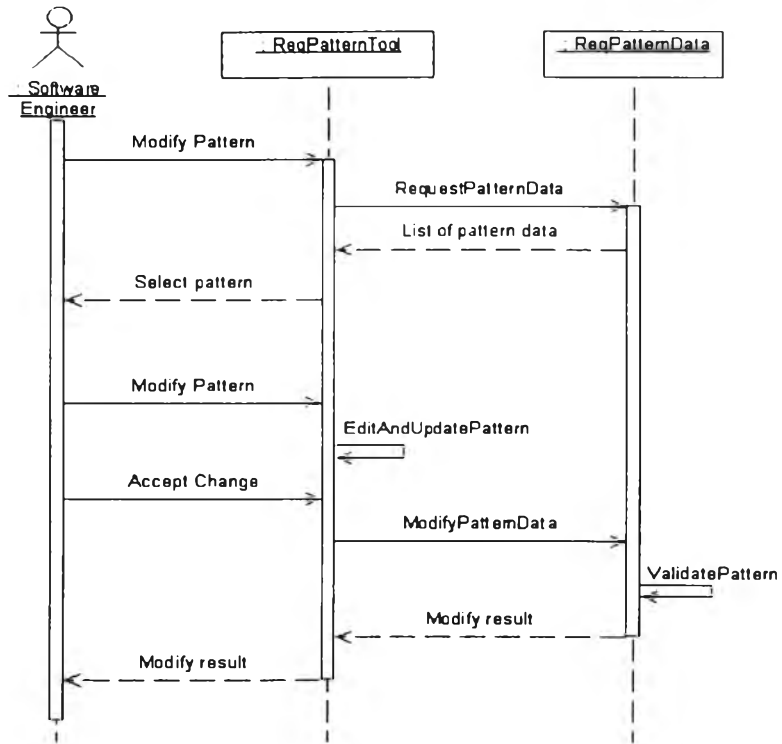 : ReqPatternTool
: ReqPatternData
: Software
Engineer
Modify Pattern
RequestPatternData
List of pattern data
Select pattern
Modify Pattern
EditAndUpdatePattern
Accept Change
ModifyPatternData
ValidatePattern
Modify result
Modify result